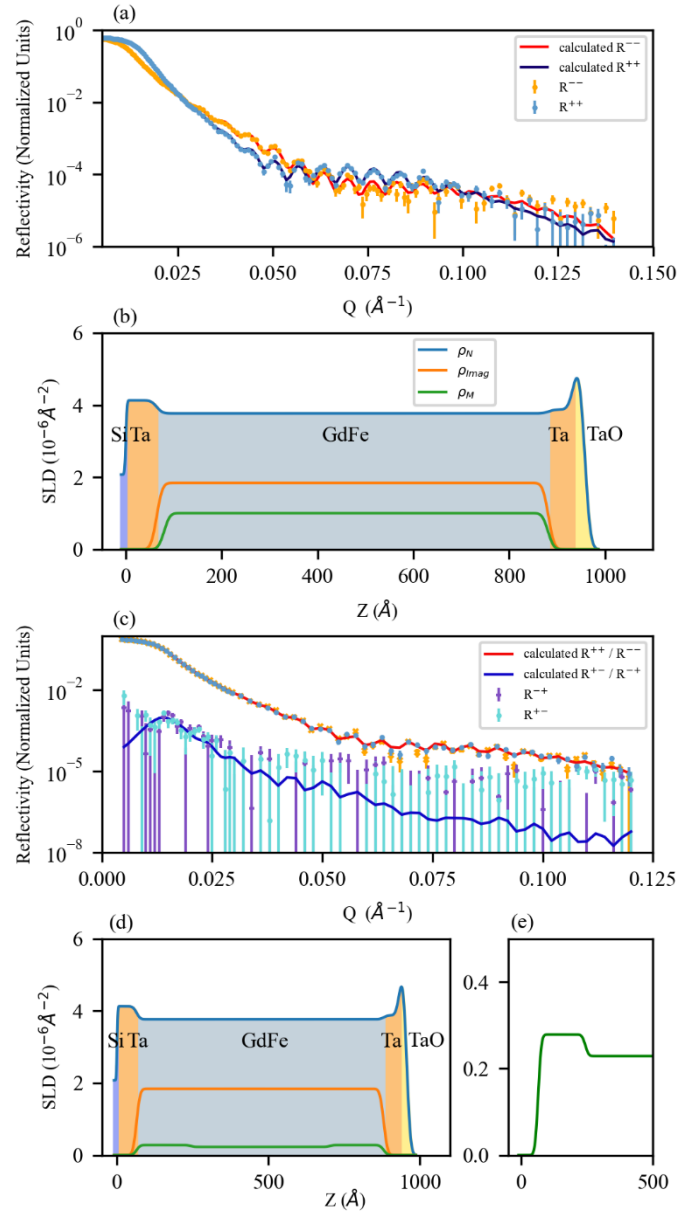 (a)
10^0
10^−2
10^−4
10^−6
Reflectivity (Normalized Units)
calculated R^−−
calculated R^++
R^−−
R^++
0.025 0.050 0.075 0.100 0.125 0.150
Q (Å^−1)
(b)
6
4
2
0
SLD (10^−6Å^−2)
ρ_N
ρ_Imag
ρ_M
Si Ta GdFe Ta TaO
0 200 400 600 800 1000
Z (Å)
(c)
10^−2
10^−5
10^−8
Reflectivity (Normalized Units)
calculated R^++ / R^−−
calculated R^+− / R^−+
R^−+
R^+−
0.000 0.025 0.050 0.075 0.100 0.125
Q (Å^−1)
(d)
6
4
2
0
SLD (10^−6Å^−2)
Si Ta GdFe Ta TaO
0 500 1000
Z (Å)
(e)
0.4
0.2
0.0
0 500